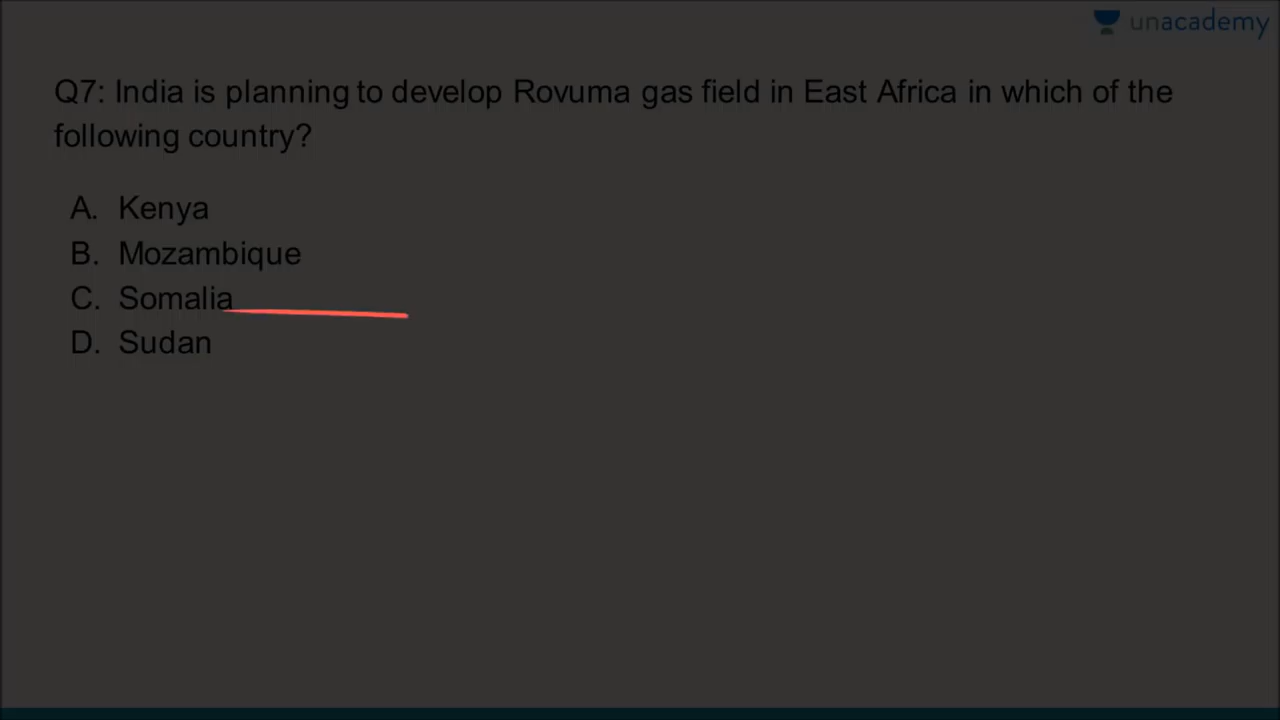 unacademy
Q7: India is planning to develop Rovuma gas field in East Africa in which of the
following country?
A. Kenya
B. Mozambique
C. Somalia
D. Sudan